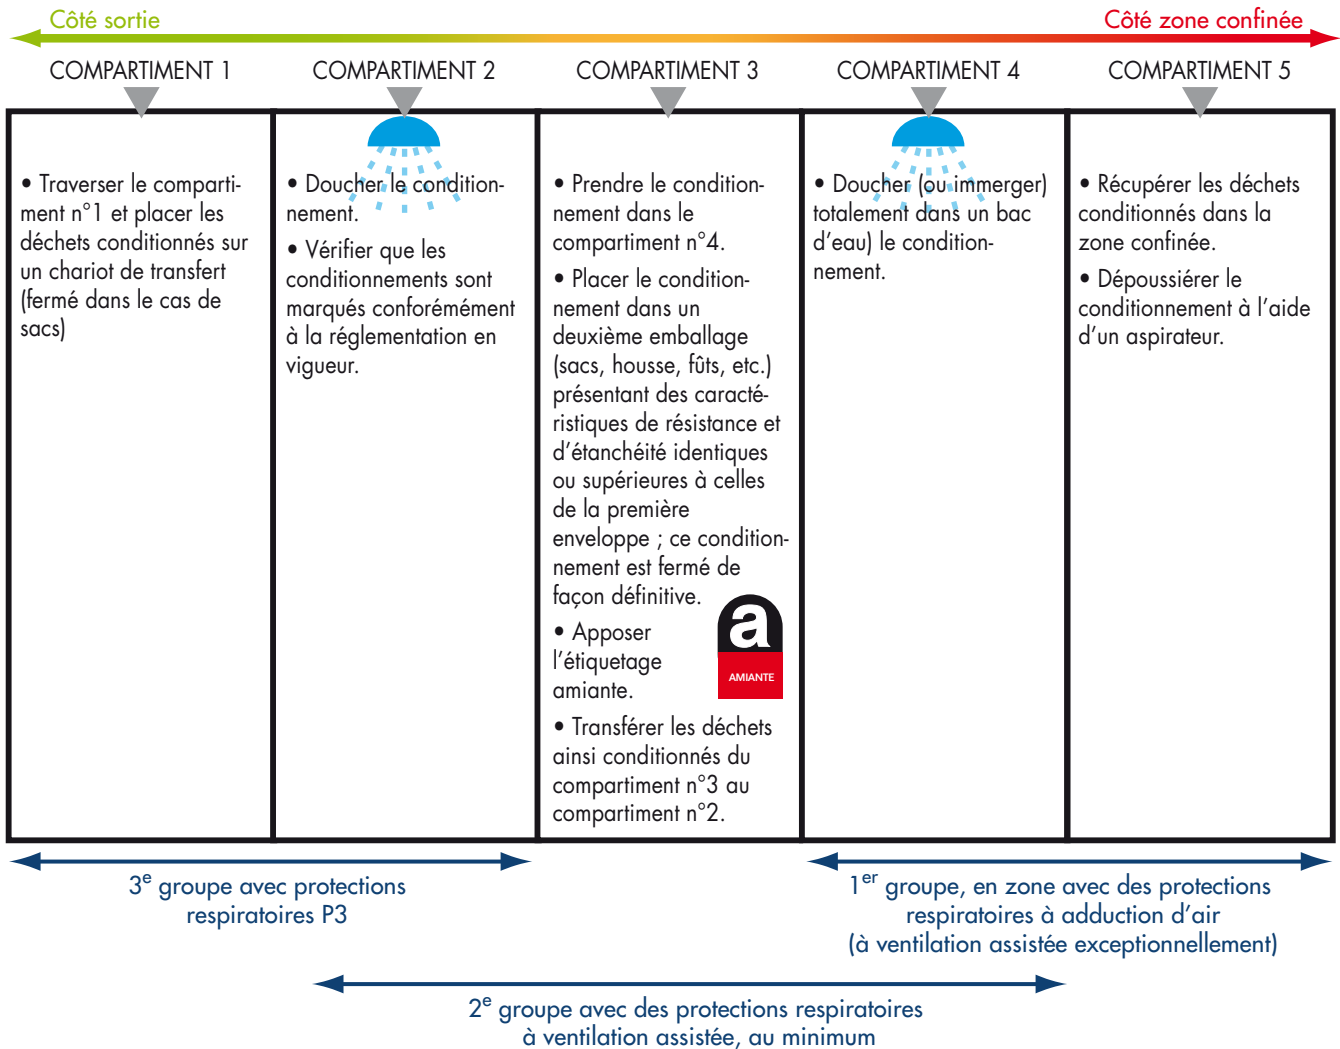 Côté sortie
Côté zone confinée
COMPARTIMENT 1
COMPARTIMENT 2
COMPARTIMENT 3
COMPARTIMENT 4
COMPARTIMENT 5
• Traverser le comparti-
ment n°1 et placer les
déchets conditionnés sur
un chariot de transfert
(fermé dans le cas de
sacs)
• Doucher le condition-
nement.
• Vérifier que les
conditionnements sont
marqués conforémément
à la réglementation en
vigueur.
• Prendre le condition-
nement dans le
compartiment n°4.
• Placer le condition-
nement dans un
deuxième emballage
(sacs, housse, fûts, etc.)
présentant des caracté-
ristiques de résistance et
d'étanchéité identiques
ou supérieures à celles
de la première
enveloppe ; ce condition-
nement est fermé de
façon définitive.
• Apposer
l'étiquetage
amiante.
a
AMIANTE
• Transférer les déchets
ainsi conditionnés du
compartiment n°3 au
compartiment n°2.
• Doucher (ou immerger)
totalement dans un bac
d'eau) le condition-
nement.
• Récupérer les déchets
conditionnés dans la
zone confinée.
• Dépoussiérer le
conditionnement à l'aide
d'un aspirateur.
3e groupe avec protections
respiratoires P3
1er groupe, en zone avec des protections
respiratoires à adduction d'air
(à ventilation assistée exceptionnellement)
2e groupe avec des protections respiratoires
à ventilation assistée, au minimum